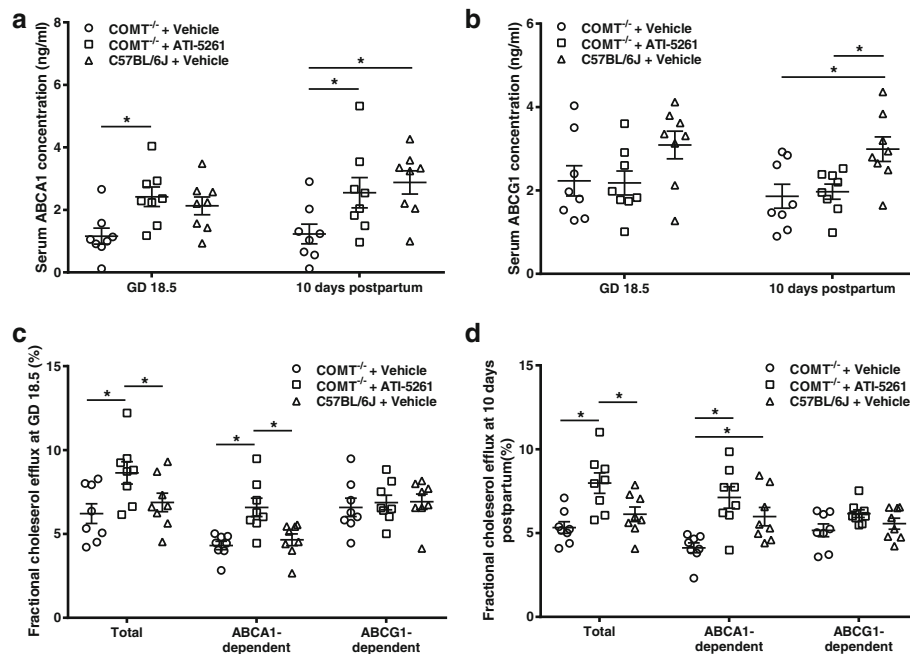 a
COMT-/- + Vehicle
COMT-/- + ATI-5261
C57BL/6J + Vehicle
Serum ABCA1 concentration (ng/ml)
8
6
4
2
0
*
*
*
GD 18.5
10 days postpartum
b
COMT-/- + Vehicle
COMT-/- + ATI-5261
C57BL/6J + Vehicle
Serum ABCG1 concentration (ng/ml)
6
4
2
0
*
*
GD 18.5
10 days postpartum
c
COMT-/- + Vehicle
COMT-/- + ATI-5261
C57BL/6J + Vehicle
Fractional choleserol efflux at GD 18.5 (%)
15
10
5
0
*
*
*
*
Total
ABCA1-
dependent
ABCG1-
dependent
d
COMT-/- + Vehicle
COMT-/- + ATI-5261
C57BL/6J + Vehicle
Fractional choleserol efflux at 10 days
postpartum(%)
15
10
5
0
*
*
*
*
Total
ABCA1-
dependent
ABCG1-
dependent